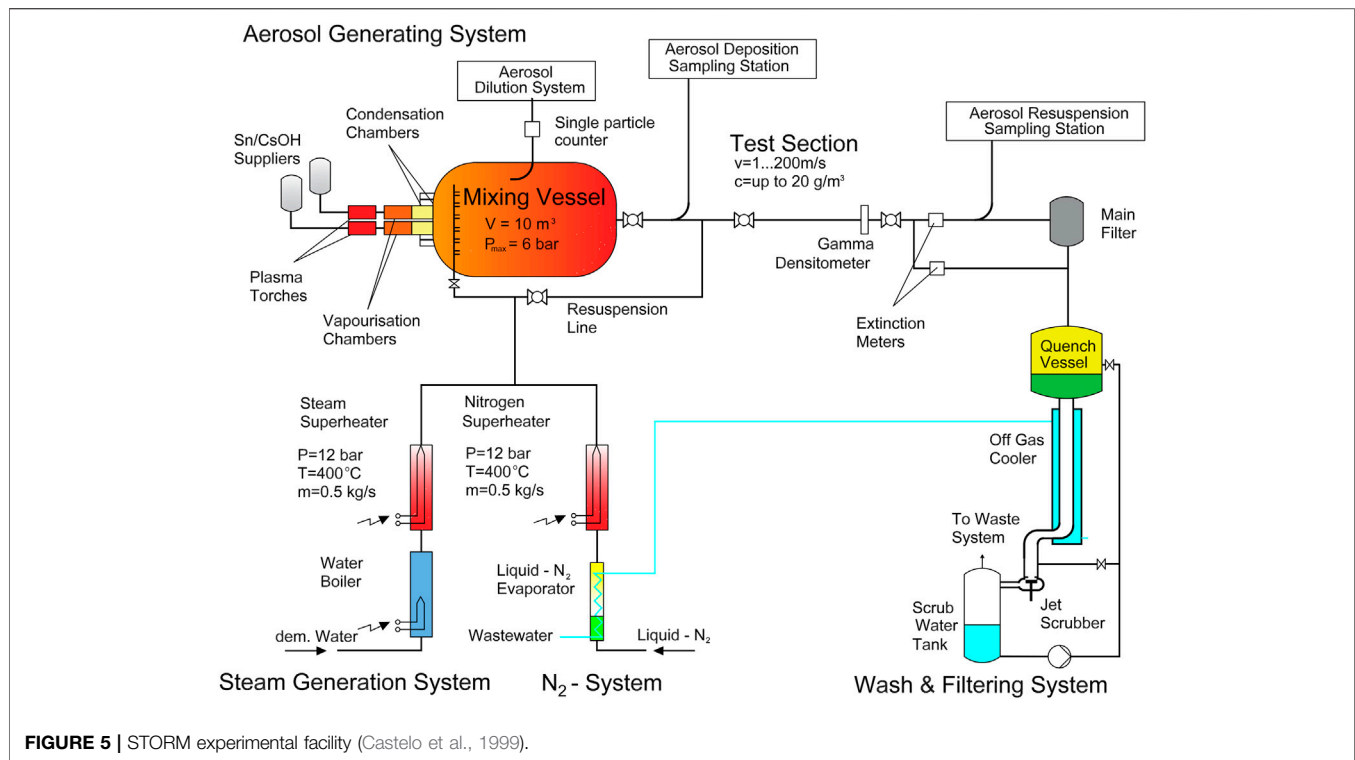 Aerosol Generating System
Aerosol
Dilution System
Aerosol Deposition
Sampling Station
Aerosol Resuspension
Sampling Station
Condensation
Chambers
Single particle
counter
Sn/CsOH
Suppliers
Test Section
v=1...200m/s
c=up to 20 g/m³
Mixing Vessel
V = 10 m³
Pmax = 6 bar
Main
Filter
Gamma
Densitometer
Plasma
Torches
Vapourisation
Chambers
Resuspension
Line
Extinction
Meters
Quench
Vessel
Steam
Superheater
P=12 bar
T=400°C
m=0.5 kg/s
Nitrogen
Superheater
P=12 bar
T=400°C
m=0.5 kg/s
Off Gas
Cooler
To Waste
System
Water
Boiler
Liquid - N₂
Evaporator
Scrub
Water
Tank
Jet
Scrubber
dem. Water
Wastewater
Liquid - N₂
Steam Generation System
N₂ - System
Wash & Filtering System
FIGURE 5 | STORM experimental facility (Castelo et al., 1999).